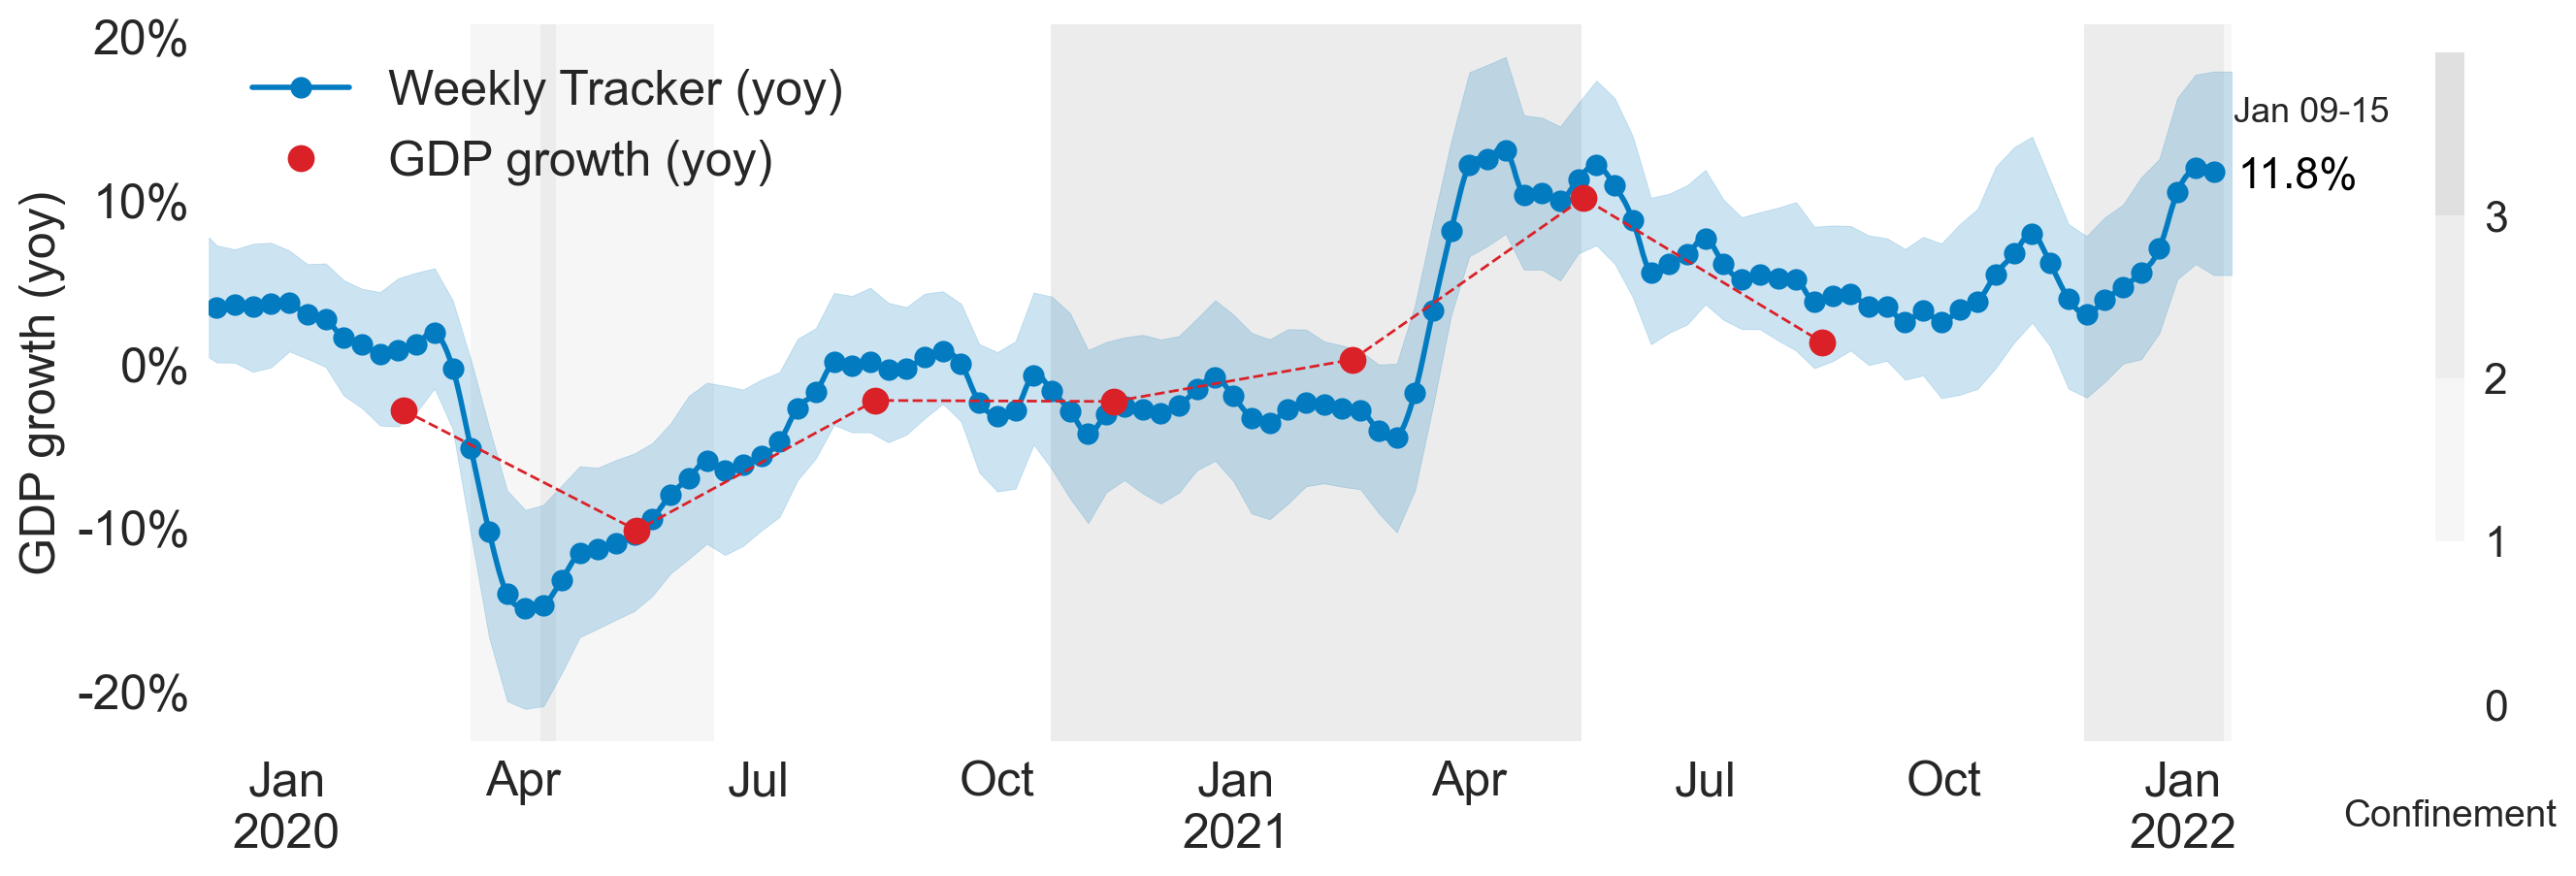 20%
10%
0%
-10%
-20%
GDP growth (yoy)
Weekly Tracker (yoy)
GDP growth (yoy)
Jan 09-15
11.8%
3
2
1
0
Confinement
Jan Apr Jul Oct Jan Apr Jul Oct Jan
2020 2021 2022